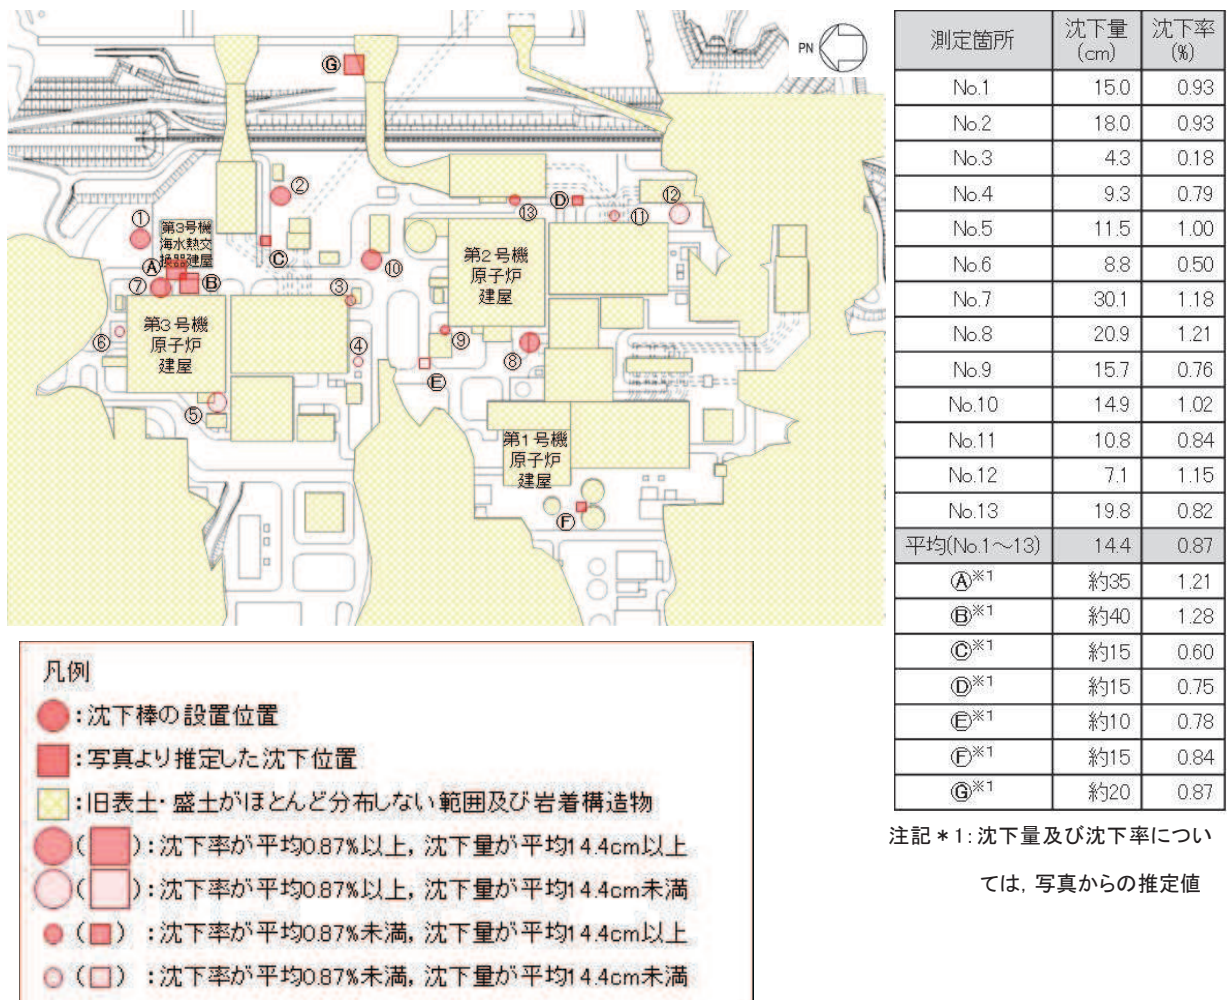 PN
Ⓖ
②
①
第3号機
海水熱交
換器建屋
Ⓐ
Ⓑ
Ⓒ
⑦
③
⑩
⑬
Ⓓ
⑪
⑫
第2号機
原子炉
建屋
第3号機
原子炉
建屋
⑥
④
⑨
⑧
Ⓔ
⑤
第1号機
原子炉
建屋
Ⓕ
測定箇所 沈下量(cm) 沈下率(%)
No.1 15.0 0.93
No.2 18.0 0.93
No.3 4.3 0.18
No.4 9.3 0.79
No.5 11.5 1.00
No.6 8.8 0.50
No.7 30.1 1.18
No.8 20.9 1.21
No.9 15.7 0.76
No.10 14.9 1.02
No.11 10.8 0.84
No.12 7.1 1.15
No.13 19.8 0.82
平均(No.1～13) 14.4 0.87
Ⓐ※1 約35 1.21
Ⓑ※1 約40 1.28
Ⓒ※1 約15 0.60
Ⓓ※1 約15 0.75
Ⓔ※1 約10 0.78
Ⓕ※1 約15 0.84
Ⓖ※1 約20 0.87
注記＊1：沈下量及び沈下率につい
ては，写真からの推定値
凡例
：沈下棒の設置位置
：写真より推定した沈下位置
：旧表土・盛土がほとんど分布しない範囲及び岩着構造物
( )：沈下率が平均0.87%以上，沈下量が平均14.4cm以上
( )：沈下率が平均0.87%以上，沈下量が平均14.4cm未満
( )：沈下率が平均0.87%未満，沈下量が平均14.4cm以上
( )：沈下率が平均0.87%未満，沈下量が平均14.4cm未満